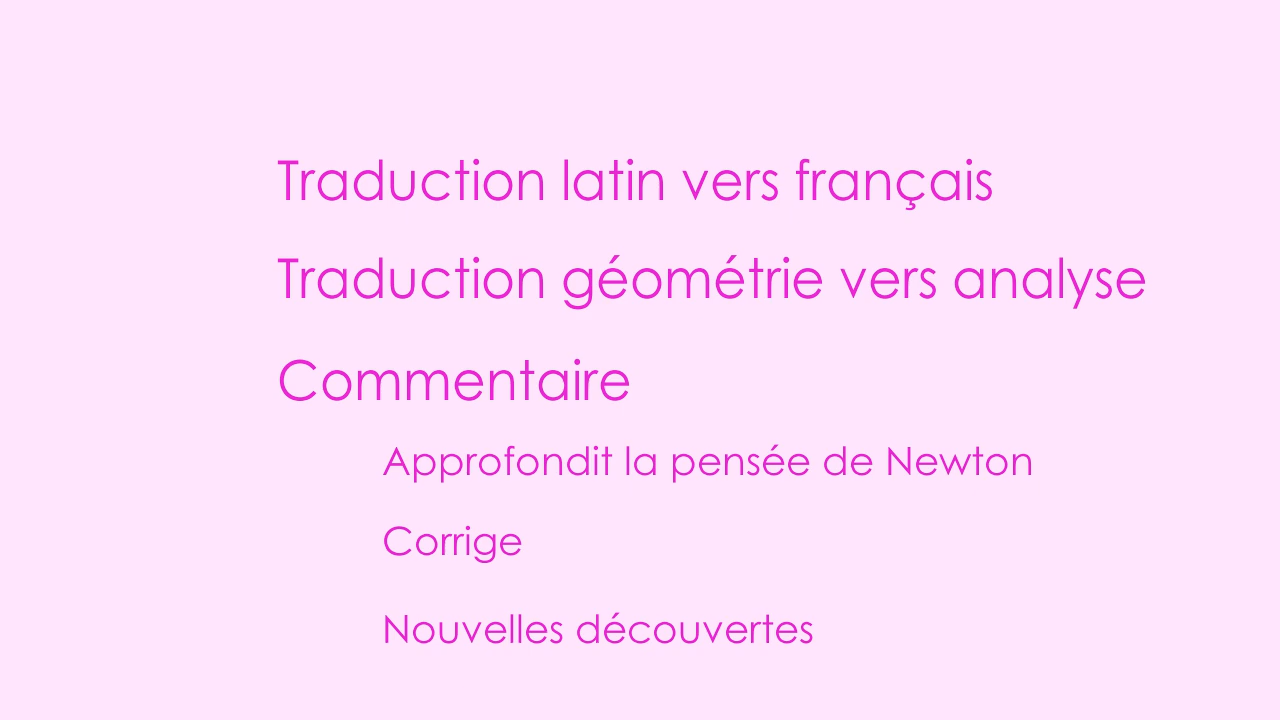 Traduction latin vers français
Traduction géométrie vers analyse
Commentaire
Approfondit la pensée de Newton
Corrige
Nouvelles découvertes